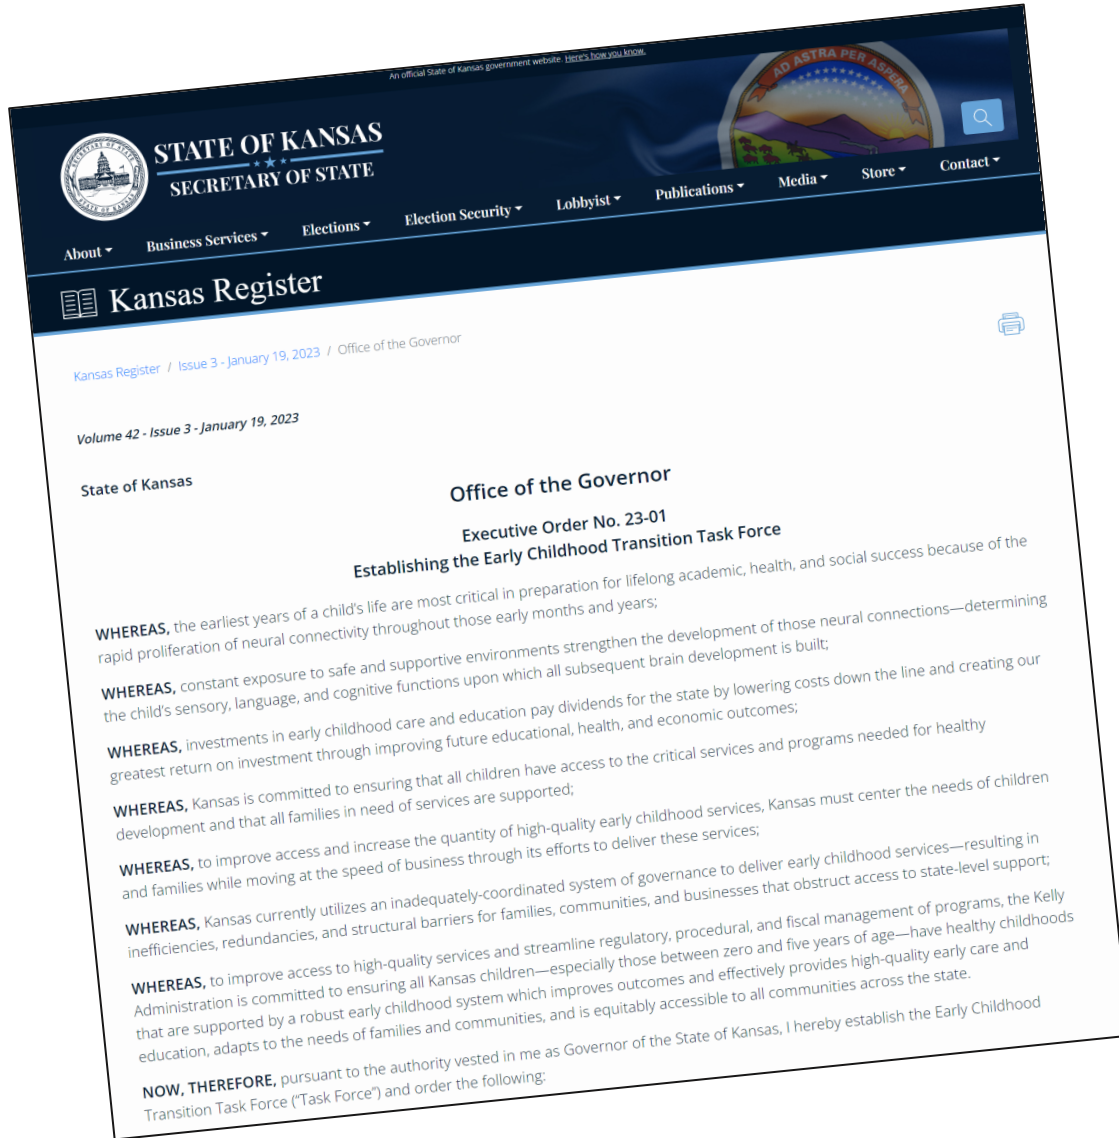 An official State of Kansas government website. Here's how you know.
AD ASTRA PER ASPERA
SECRETARY OF STATE
STATE OF KANSAS
STATE OF KANSAS
SECRETARY OF STATE
About
Business Services
Elections
Election Security
Lobbyist
Publications
Media
Store
Contact
Kansas Register
Kansas Register / Issue 3 - January 19, 2023 / Office of the Governor
Volume 42 - Issue 3 - January 19, 2023
State of Kansas
Office of the Governor
Executive Order No. 23-01
Establishing the Early Childhood Transition Task Force
WHEREAS, the earliest years of a child's life are most critical in preparation for lifelong academic, health, and social success because of the
rapid proliferation of neural connectivity throughout those early months and years;
WHEREAS, constant exposure to safe and supportive environments strengthen the development of those neural connections—determining
the child's sensory, language, and cognitive functions upon which all subsequent brain development is built;
WHEREAS, investments in early childhood care and education pay dividends for the state by lowering costs down the line and creating our
greatest return on investment through improving future educational, health, and economic outcomes;
WHEREAS, Kansas is committed to ensuring that all children have access to the critical services and programs needed for healthy
development and that all families in need of services are supported;
WHEREAS, to improve access and increase the quantity of high-quality early childhood services, Kansas must center the needs of children
and families while moving at the speed of business through its efforts to deliver these services;
WHEREAS, Kansas currently utilizes an inadequately-coordinated system of governance to deliver early childhood services—resulting in
inefficiencies, redundancies, and structural barriers for families, communities, and businesses that obstruct access to state-level support;
WHEREAS, to improve access to high-quality services and streamline regulatory, procedural, and fiscal management of programs, the Kelly
Administration is committed to ensuring all Kansas children—especially those between zero and five years of age—have healthy childhoods
that are supported by a robust early childhood system which improves outcomes and effectively provides high-quality early care and
education, adapts to the needs of families and communities, and is equitably accessible to all communities across the state.
NOW, THEREFORE, pursuant to the authority vested in me as Governor of the State of Kansas, I hereby establish the Early Childhood
Transition Task Force ("Task Force") and order the following: